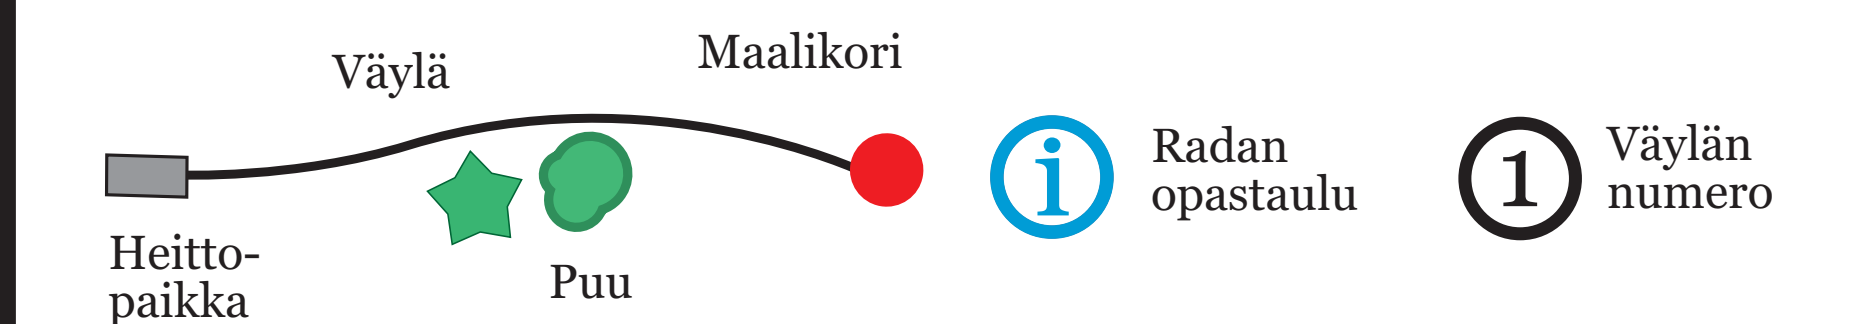 Väylä
Maalikori
Heitto-
paikka
Puu
i
Radan
opastaulu
1
Väylän
numero